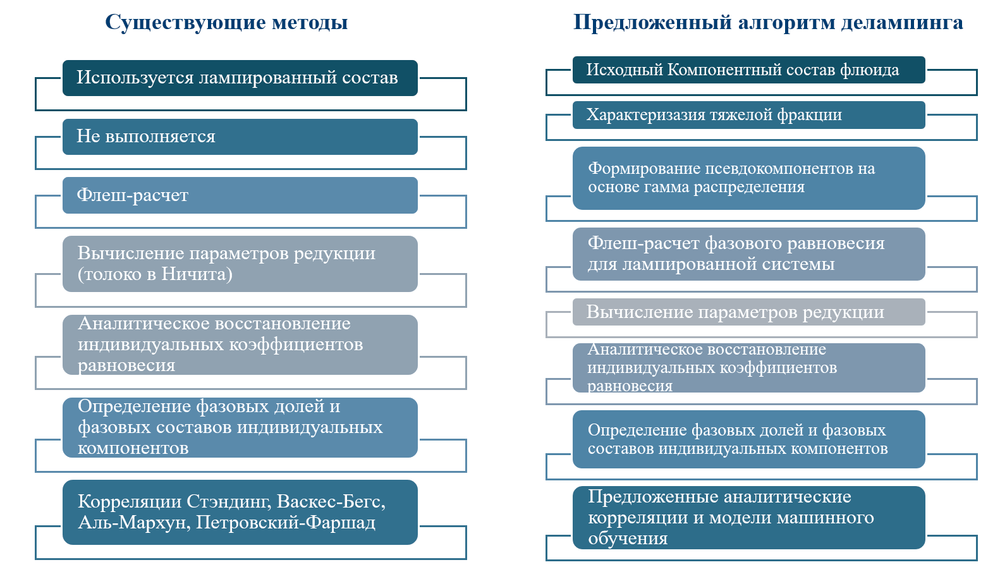 Существующие методы
Используется лампированный состав
Не выполняется
Флеш-расчет
Вычисление параметров редукции
(толоко в Ничита)
Аналитическое восстановление
индивидуальных коэффициентов
равновесия
Определение фазовых долей и
фазовых составов индивидуальных
компонентов
Корреляции Стэндинг, Васкес-Бегс,
Аль-Мархун, Петровский-Фаршад
Предложенный алгоритм делампинга
Исходный Компонентный состав флюида
Характеризазия тяжелой фракции
Формирование псевдокомпонентов на
основе гамма распределения
Флеш-расчет фазового равновесия
для лампированной системы
Вычисление параметров редукции
Аналитическое восстановление
индивидуальных коэффициентов
равновесия
Определение фазовых долей и фазовых
составов индивидуальных компонентов
Предложенные аналитические
корреляции и модели машинного
обучения